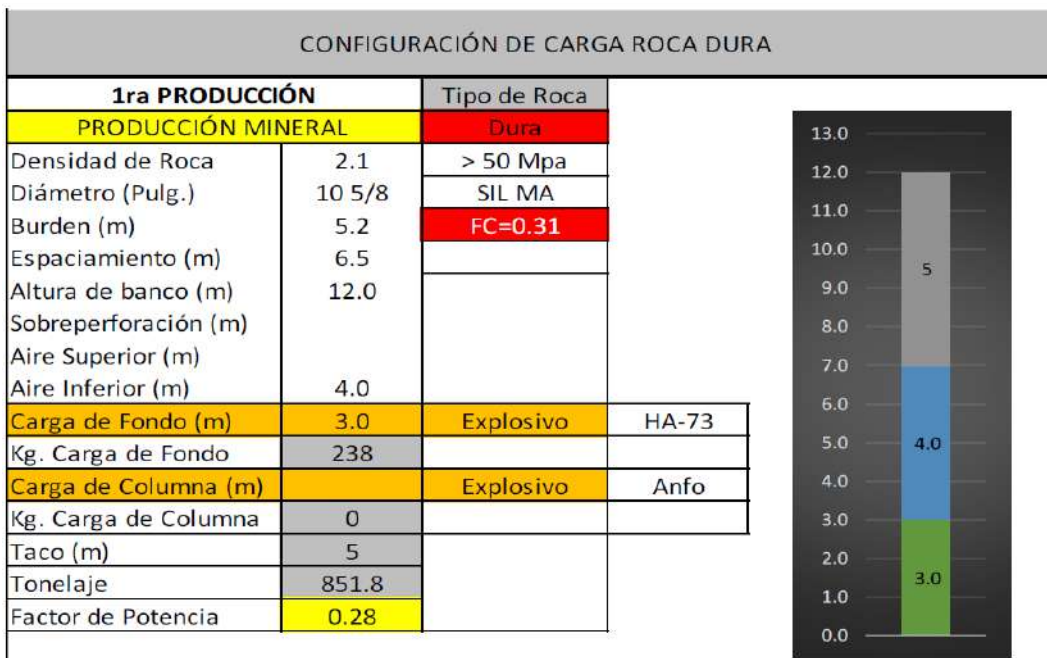 CONFIGURACIÓN DE CARGA ROCA DURA
1ra PRODUCCIÓN Tipo de Roca
PRODUCCIÓN MINERAL Dura
Densidad de Roca 2.1 > 50 Mpa
Diámetro (Pulg.) 10 5/8 SIL MA
Burden (m) 5.2 FC=0.31
Espaciamiento (m) 6.5
Altura de banco (m) 12.0
Sobreperforación (m)
Aire Superior (m)
Aire Inferior (m) 4.0
Carga de Fondo (m) 3.0 Explosivo HA-73
Kg. Carga de Fondo 238
Carga de Columna (m) Explosivo Anfo
Kg. Carga de Columna 0
Taco (m) 5
Tonelaje 851.8
Factor de Potencia 0.28
13.0
12.0
11.0
10.0
5
9.0
8.0
7.0
6.0
5.0 4.0
4.0
3.0
2.0
3.0
1.0
0.0